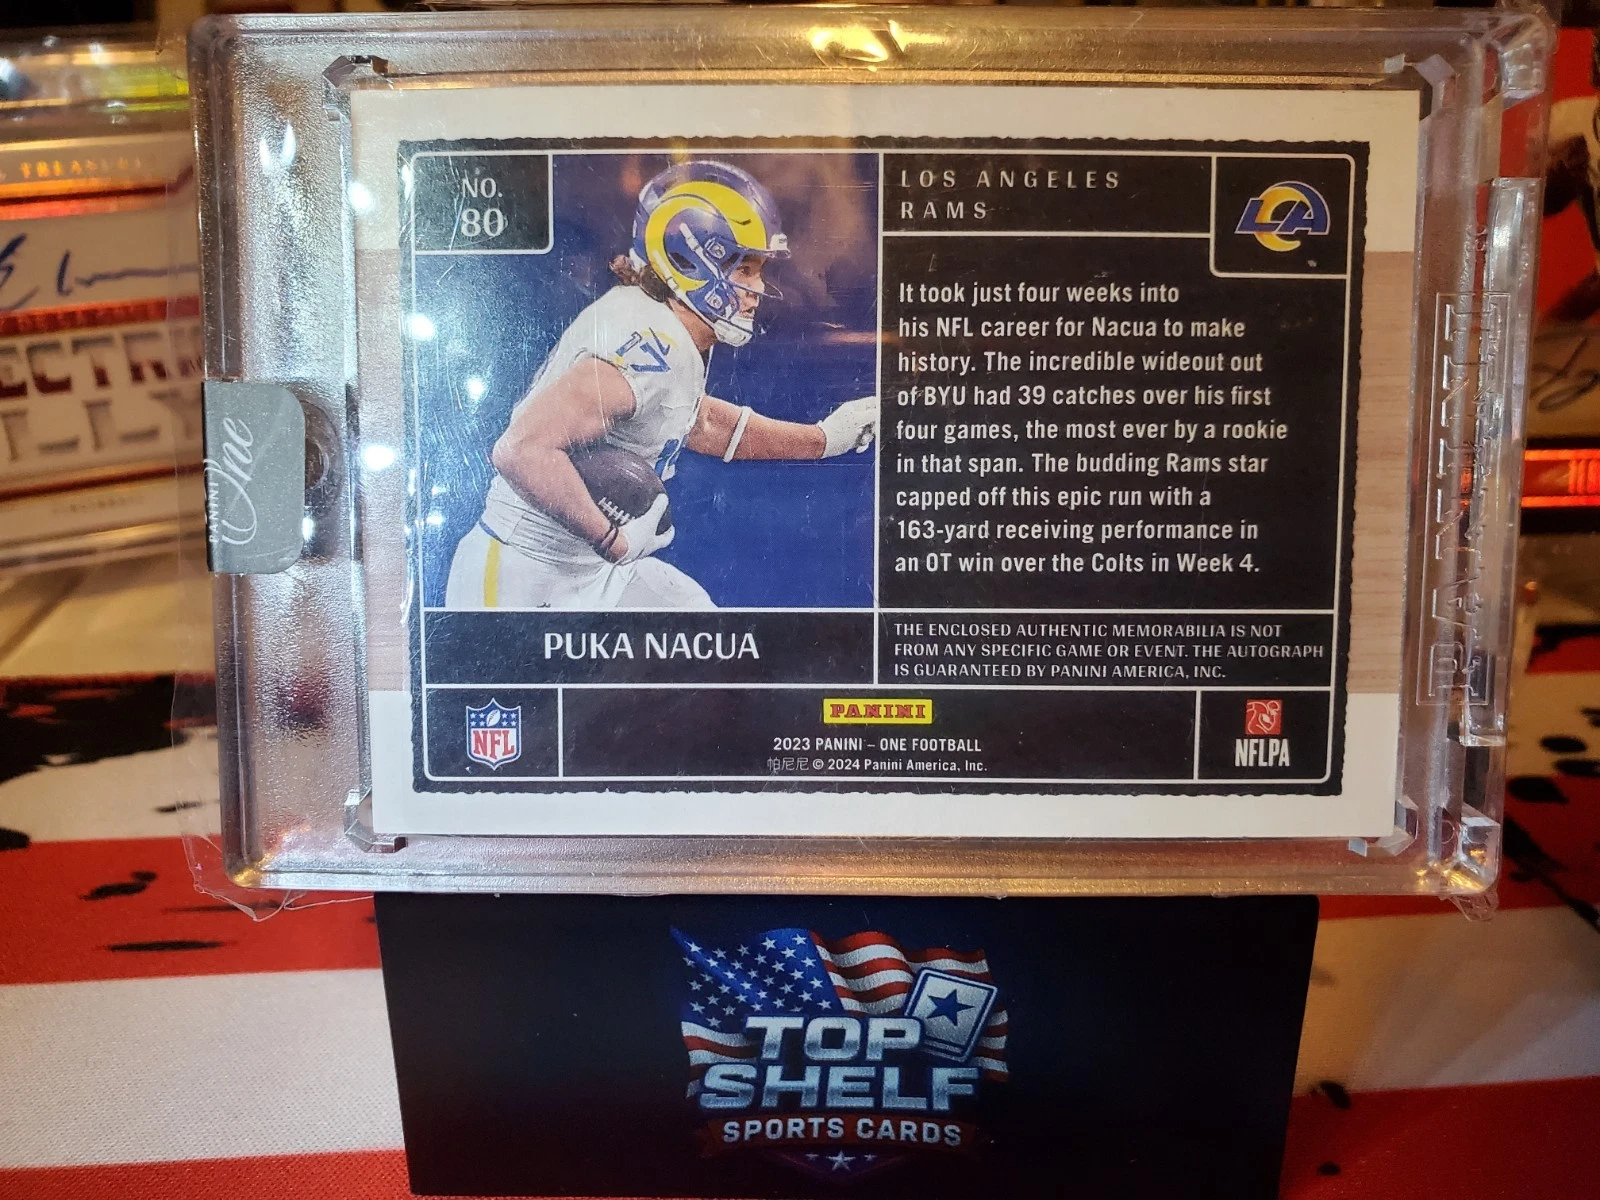 NO.
80
LOS ANGELES
RAMS
LA
17
It took just four weeks into
his NFL career for Nacua to make
history. The incredible wideout out
of BYU had 39 catches over his first
four games, the most ever by a rookie
in that span. The budding Rams star
capped off this epic run with a
163-yard receiving performance in
an OT win over the Colts in Week 4.
PUKA NACUA
THE ENCLOSED AUTHENTIC MEMORABILIA IS NOT
FROM ANY SPECIFIC GAME OR EVENT. THE AUTOGRAPH
IS GUARANTEED BY PANINI AMERICA, INC.
NFL
PANINI
2023 PANINI – ONE FOOTBALL
帕尼尼 © 2024 Panini America, Inc.
NFLPA
PANINI
One
PANINI
TOP
SHELF
SPORTS CARDS